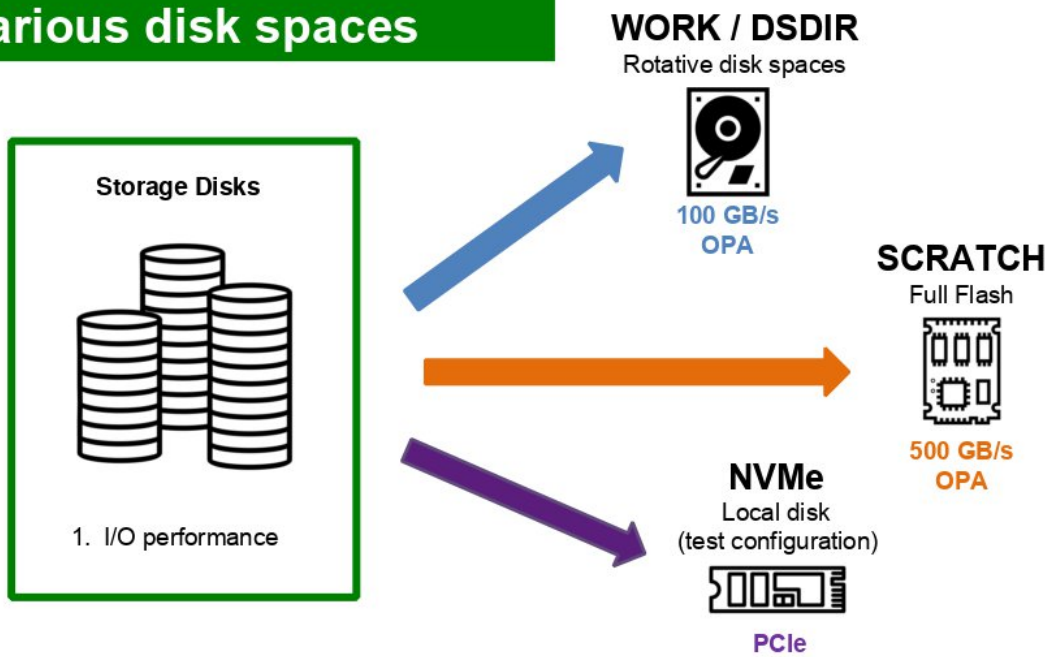 arious disk spaces
Storage Disks
1. I/O performance
WORK / DSDIR
Rotative disk spaces
100 GB/s
OPA
SCRATCH
Full Flash
500 GB/s
OPA
NVMe
Local disk
(test configuration)
PCIe